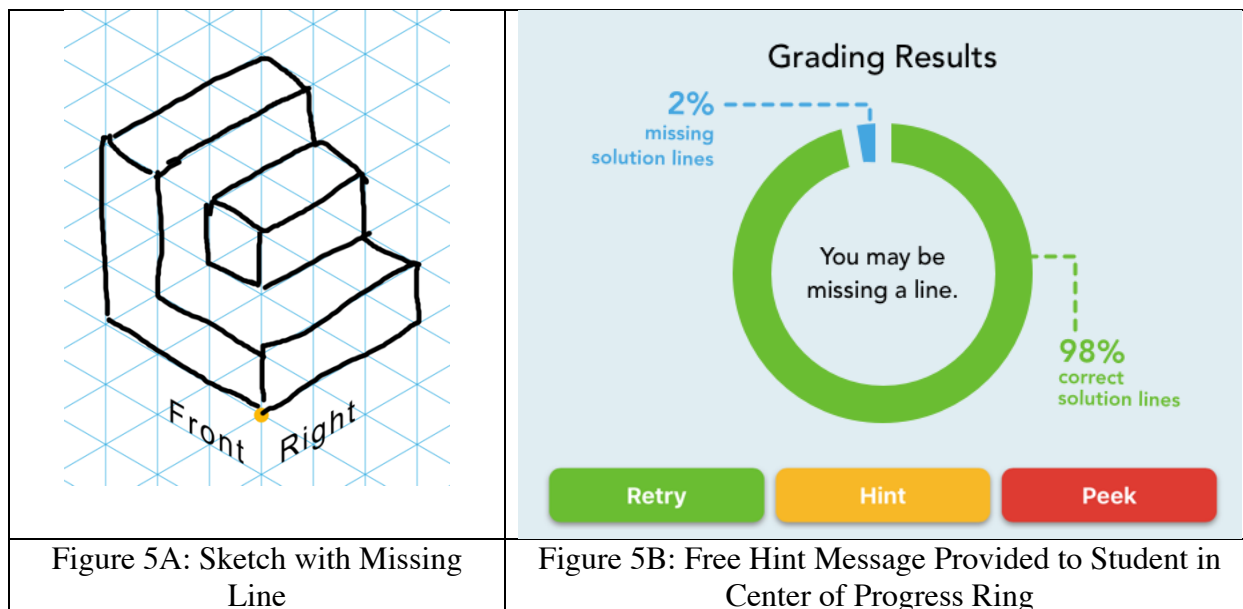 Front
Right
Figure 5A: Sketch with Missing
Line
Grading Results
2%
missing
solution lines
You may be
missing a line.
98%
correct
solution lines
Retry
Hint
Peek
Figure 5B: Free Hint Message Provided to Student in
Center of Progress Ring